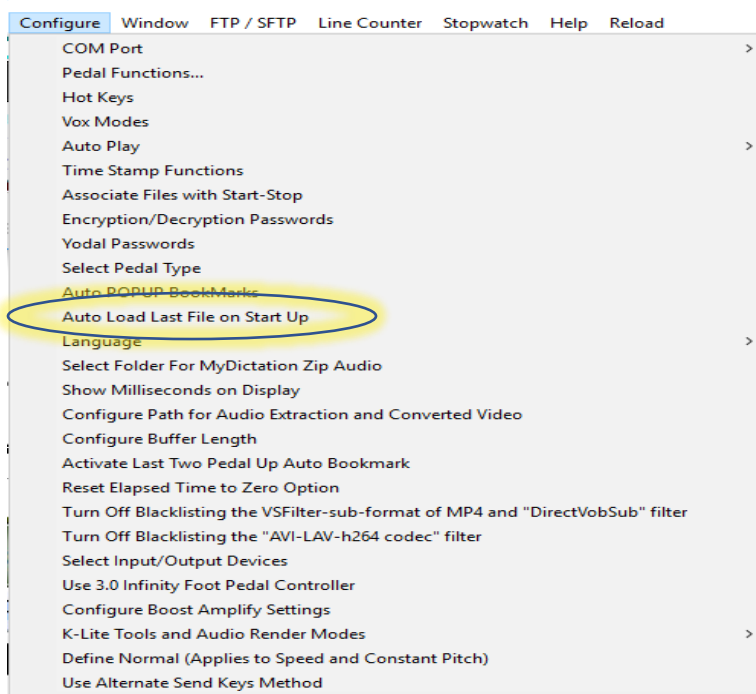 Configure Window FTP / SFTP Line Counter Stopwatch Help Reload
COM Port >
Pedal Functions...
Hot Keys
Vox Modes
Auto Play >
Time Stamp Functions
Associate Files with Start-Stop
Encryption/Decryption Passwords
Yodal Passwords
Select Pedal Type
Auto POPUP BookMarks
Auto Load Last File on Start Up
Language >
Select Folder For MyDictation Zip Audio
Show Milliseconds on Display
Configure Path for Audio Extraction and Converted Video
Configure Buffer Length
Activate Last Two Pedal Up Auto Bookmark
Reset Elapsed Time to Zero Option
Turn Off Blacklisting the VSFilter-sub-format of MP4 and "DirectVobSub" filter
Turn Off Blacklisting the "AVI-LAV-h264 codec" filter
Select Input/Output Devices
Use 3.0 Infinity Foot Pedal Controller
Configure Boost Amplify Settings
K-Lite Tools and Audio Render Modes >
Define Normal (Applies to Speed and Constant Pitch)
Use Alternate Send Keys Method